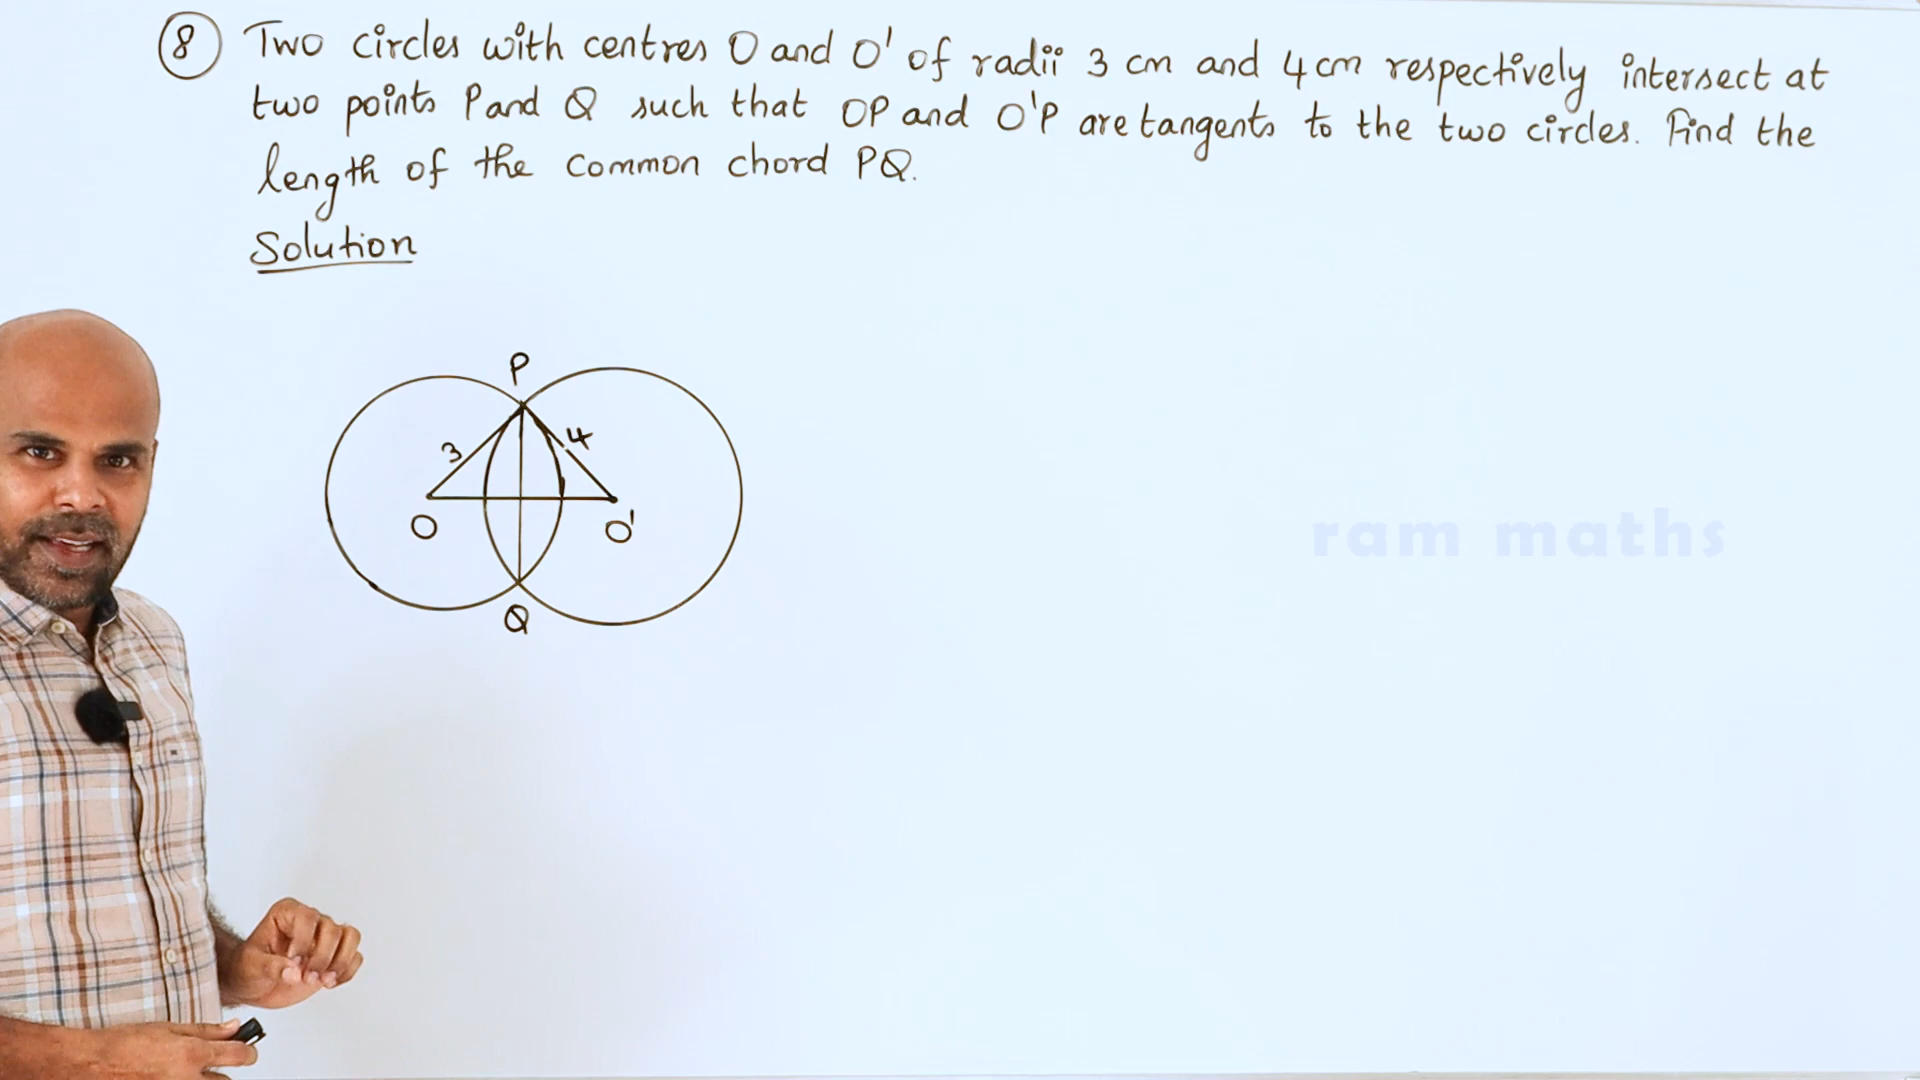 8 Two circles with centres O and O' of radii 3 cm and 4 cm respectively intersect at
two points P and Q such that OP and O'P are tangents to the two circles. Find the
length of the common chord PQ.
Solution
P
3
4
O
O'
Q
ram maths